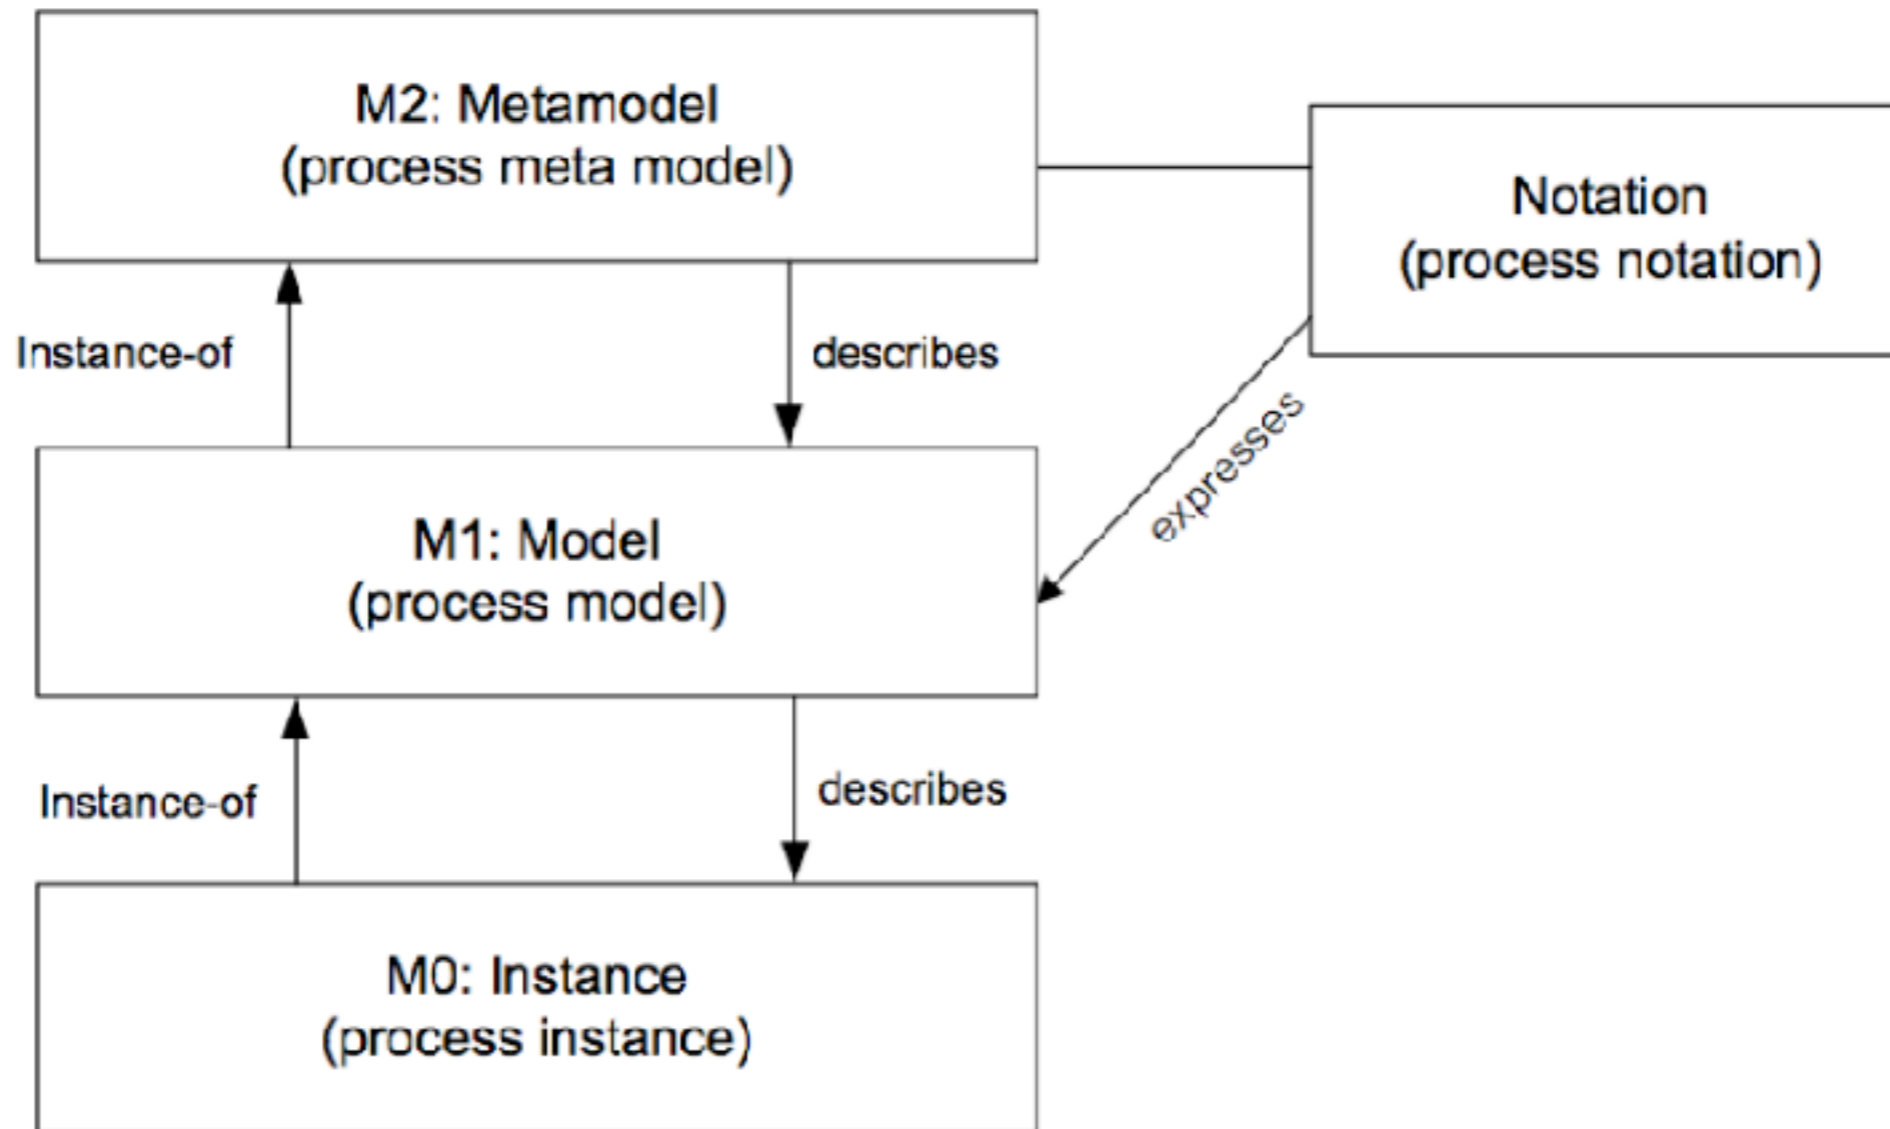 M2: Metamodel
(process meta model)
Notation
(process notation)
Instance-of
describes
expresses
M1: Model
(process model)
Instance-of
describes
M0: Instance
(process instance)